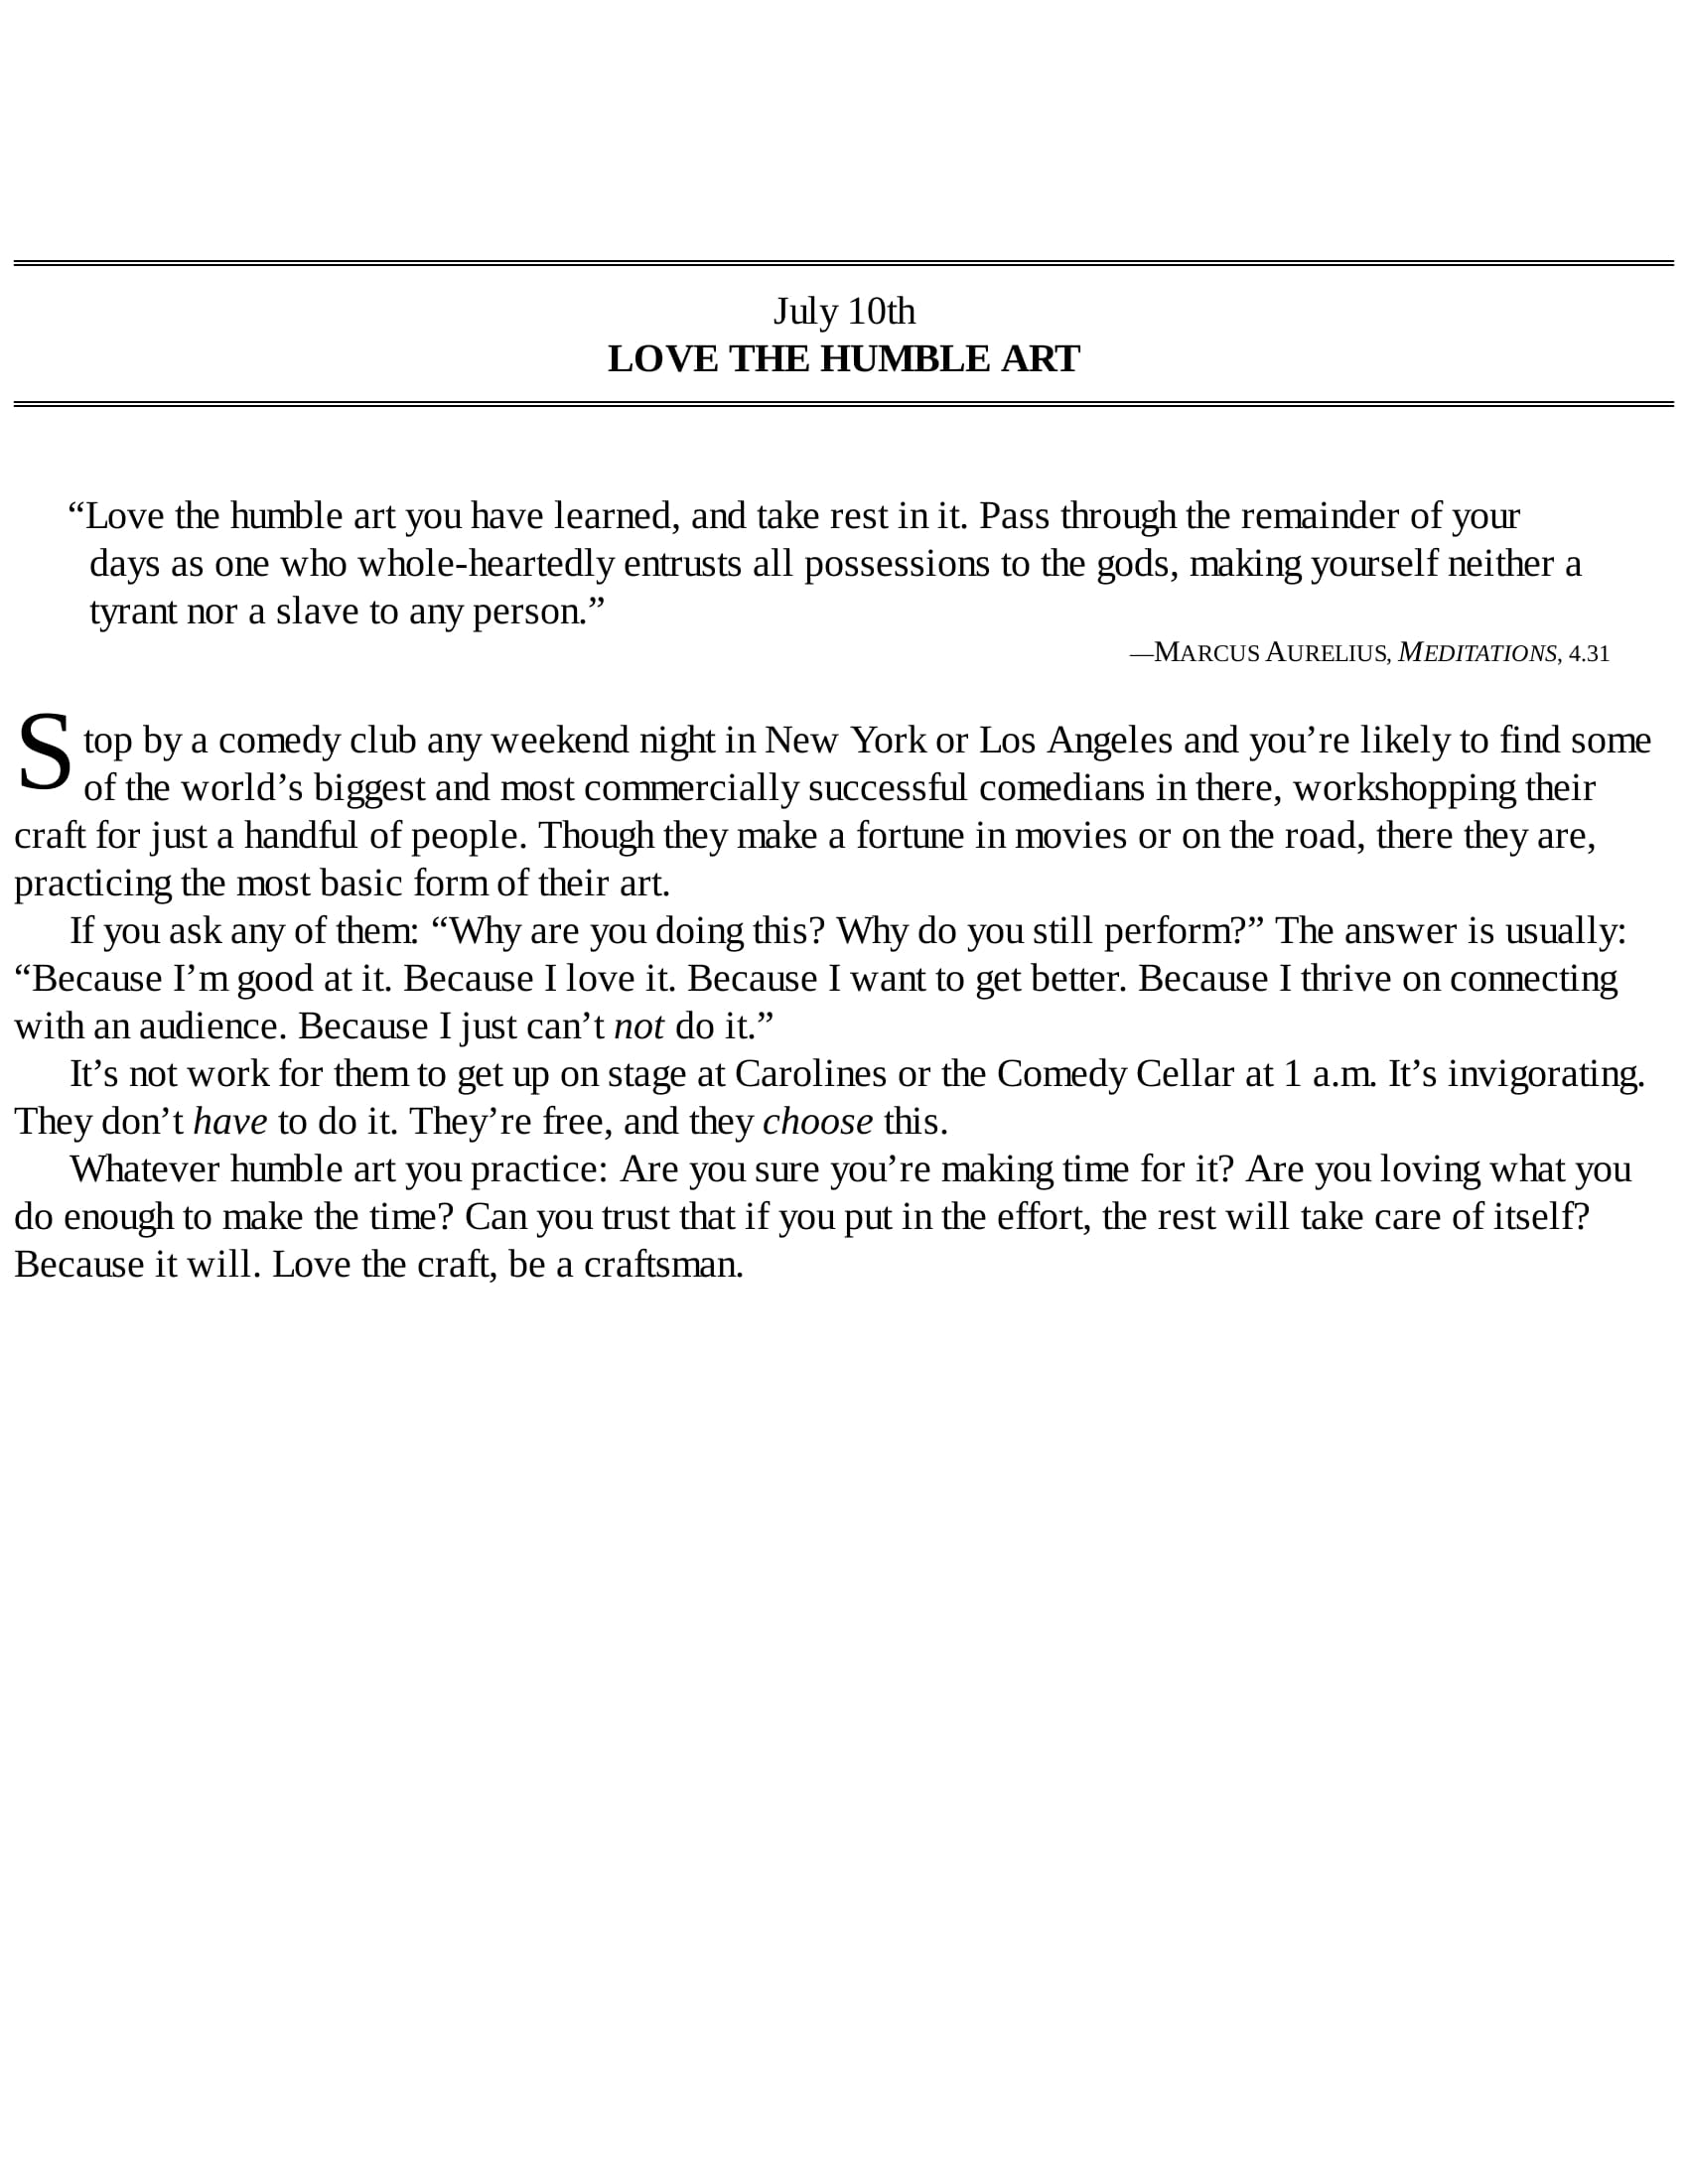 July 10th
LOVE THE HUMBLE ART
“Love the humble art you have learned, and take rest in it. Pass through the remainder of your
days as one who whole-heartedly entrusts all possessions to the gods, making yourself neither a
tyrant nor a slave to any person.”
—MARCUS AURELIUS, MEDITATIONS, 4.31
Stop by a comedy club any weekend night in New York or Los Angeles and you’re likely to find some
of the world’s biggest and most commercially successful comedians in there, workshopping their
craft for just a handful of people. Though they make a fortune in movies or on the road, there they are,
practicing the most basic form of their art.
If you ask any of them: “Why are you doing this? Why do you still perform?” The answer is usually:
“Because I’m good at it. Because I love it. Because I want to get better. Because I thrive on connecting
with an audience. Because I just can’t not do it.”
It’s not work for them to get up on stage at Carolines or the Comedy Cellar at 1 a.m. It’s invigorating.
They don’t have to do it. They’re free, and they choose this.
Whatever humble art you practice: Are you sure you’re making time for it? Are you loving what you
do enough to make the time? Can you trust that if you put in the effort, the rest will take care of itself?
Because it will. Love the craft, be a craftsman.